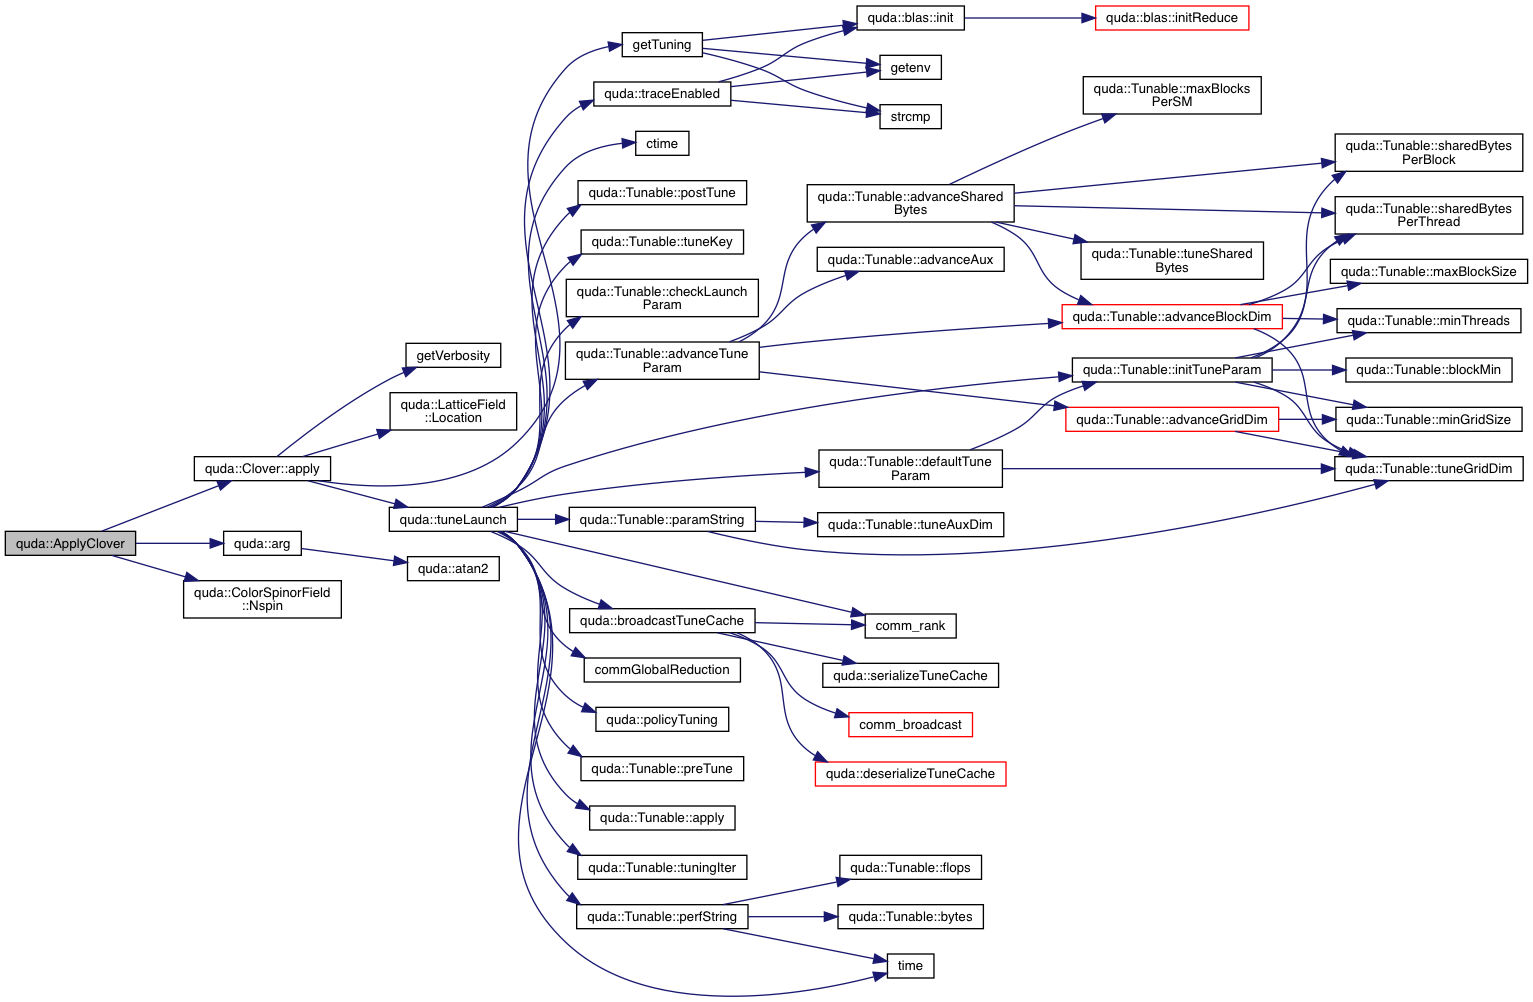 quda::ApplyClover
quda::Clover::apply
quda::arg
quda::ColorSpinorField
::Nspin
getVerbosity
quda::LatticeField
::Location
quda::tuneLaunch
quda::atan2
getTuning
quda::traceEnabled
ctime
quda::Tunable::postTune
quda::Tunable::tuneKey
quda::Tunable::checkLaunch
Param
quda::Tunable::advanceTune
Param
quda::Tunable::paramString
quda::broadcastTuneCache
commGlobalReduction
quda::policyTuning
quda::Tunable::preTune
quda::Tunable::apply
quda::Tunable::tuningIter
quda::Tunable::perfString
quda::blas::init
getenv
strcmp
quda::Tunable::advanceShared
Bytes
quda::Tunable::advanceAux
quda::Tunable::defaultTune
Param
quda::Tunable::tuneAuxDim
comm_rank
quda::serializeTuneCache
comm_broadcast
quda::deserializeTuneCache
quda::Tunable::flops
quda::Tunable::bytes
time
quda::blas::initReduce
quda::Tunable::maxBlocks
PerSM
quda::Tunable::tuneShared
Bytes
quda::Tunable::advanceBlockDim
quda::Tunable::initTuneParam
quda::Tunable::advanceGridDim
quda::Tunable::sharedBytes
PerBlock
quda::Tunable::sharedBytes
PerThread
quda::Tunable::maxBlockSize
quda::Tunable::minThreads
quda::Tunable::blockMin
quda::Tunable::minGridSize
quda::Tunable::tuneGridDim